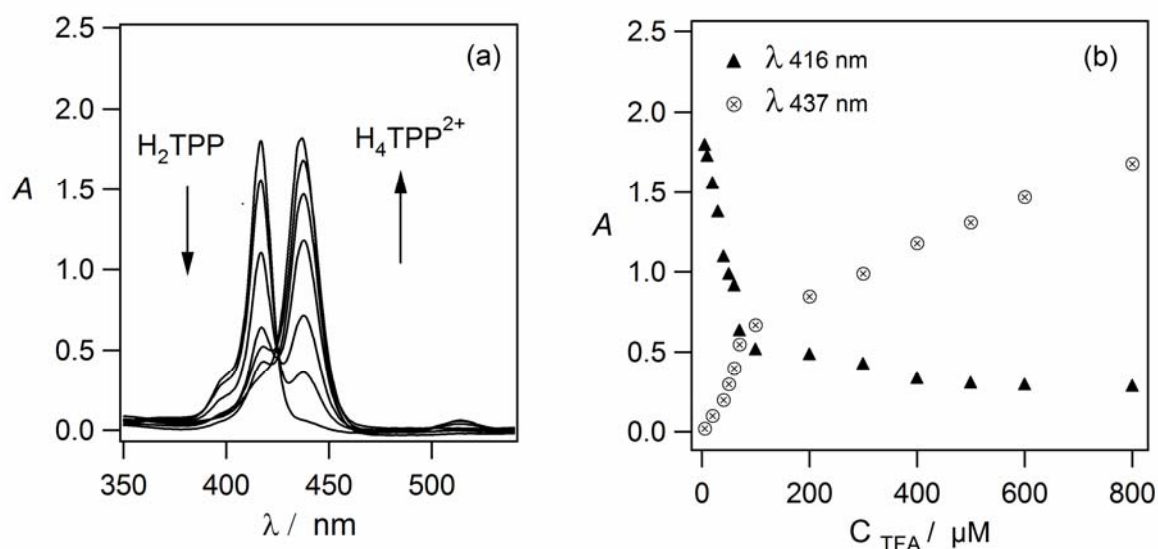 2.5
2.0
1.5
1.0
0.5
0.0
A
(a)
H₂TPP
H₄TPP²⁺
350 400 450 500
λ / nm
2.5
2.0
1.5
1.0
0.5
0.0
A
(b)
λ 416 nm
λ 437 nm
0 200 400 600 800
C TFA / μM